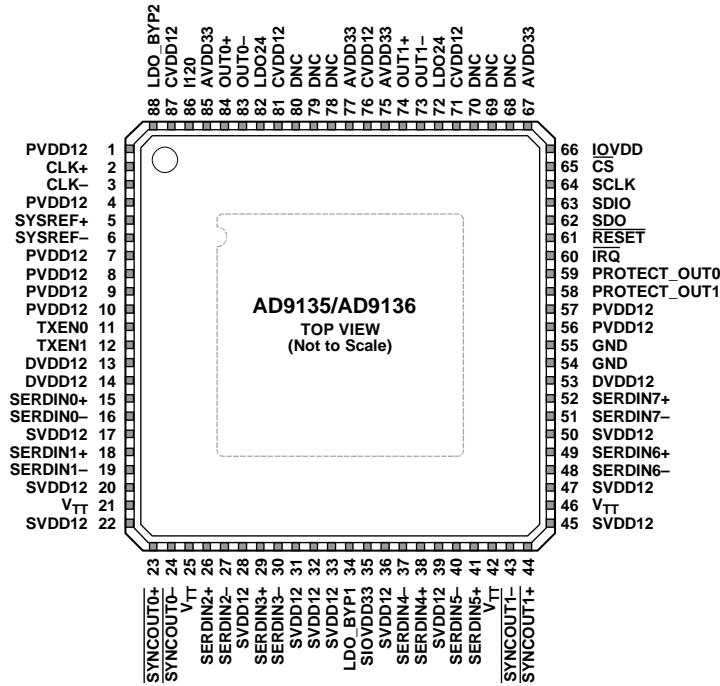 LDO_BYP2
CVDD12
I120
AVDD33
OUT0+
OUT0–
LDO24
CVDD12
DNC
DNC
DNC
AVDD33
CVDD12
AVDD33
OUT1+
OUT1–
LDO24
CVDD12
DNC
DNC
DNC
AVDD33
88 87 86 85 84 83 82 81 80 79 78 77 76 75 74 73 72 71 70 69 68 67
PVDD12 1
CLK+ 2
CLK– 3
PVDD12 4
SYSREF+ 5
SYSREF– 6
PVDD12 7
PVDD12 8
PVDD12 9
PVDD12 10
TXEN0 11
TXEN1 12
DVDD12 13
DVDD12 14
SERDIN0+ 15
SERDIN0– 16
SVDD12 17
SERDIN1+ 18
SERDIN1– 19
SVDD12 20
VTT 21
SVDD12 22
AD9135/AD9136
TOP VIEW
(Not to Scale)
66 IOVDD
65 CS
64 SCLK
63 SDIO
62 SDO
61 RESET
60 IRQ
59 PROTECT_OUT0
58 PROTECT_OUT1
57 PVDD12
56 PVDD12
55 GND
54 GND
53 DVDD12
52 SERDIN7+
51 SERDIN7–
50 SVDD12
49 SERDIN6+
48 SERDIN6–
47 SVDD12
46 VTT
45 SVDD12
23 24 25 26 27 28 29 30 31 32 33 34 35 36 37 38 39 40 41 42 43 44
SYNCOUT0+
SYNCOUT0–
VTT
SERDIN2+
SERDIN2–
SVDD12
SERDIN3+
SERDIN3–
SVDD12
SVDD12
SVDD12
LDO_BYP1
SIOVDD33
SVDD12
SERDIN4–
SERDIN4+
SVDD12
SERDIN5–
SERDIN5+
VTT
SYNCOUT1–
SYNCOUT1+